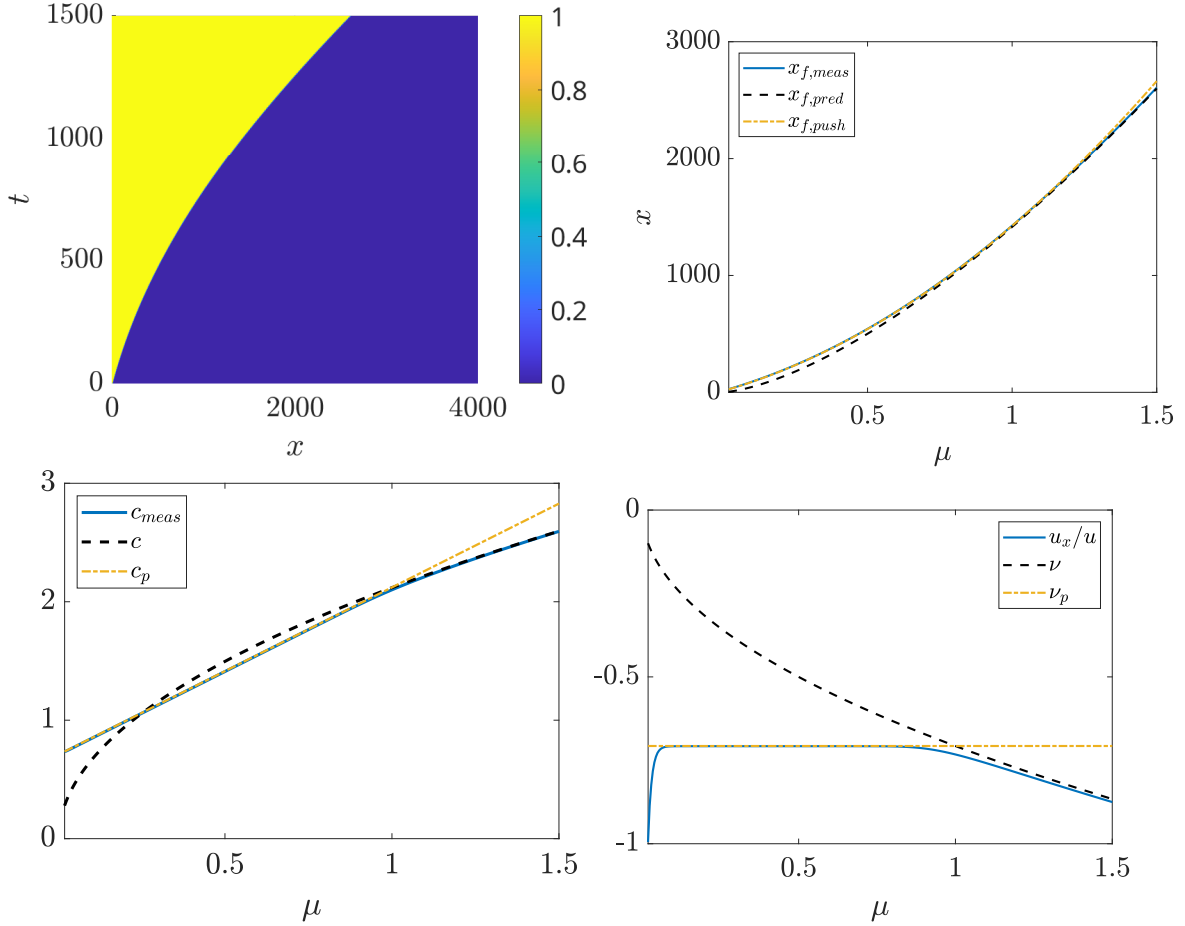 1500
1000
500
0
t
0
2000
4000
x
1
0.8
0.6
0.4
0.2
0
3000
2000
1000
0
x
x_{f,meas}
x_{f,pred}
x_{f,push}
0.5
1
1.5
μ
3
2
1
0
c_{meas}
c
c_p
0.5
1
1.5
μ
0
-0.5
-1
u_x/u
ν
ν_p
0.5
1
1.5
μ